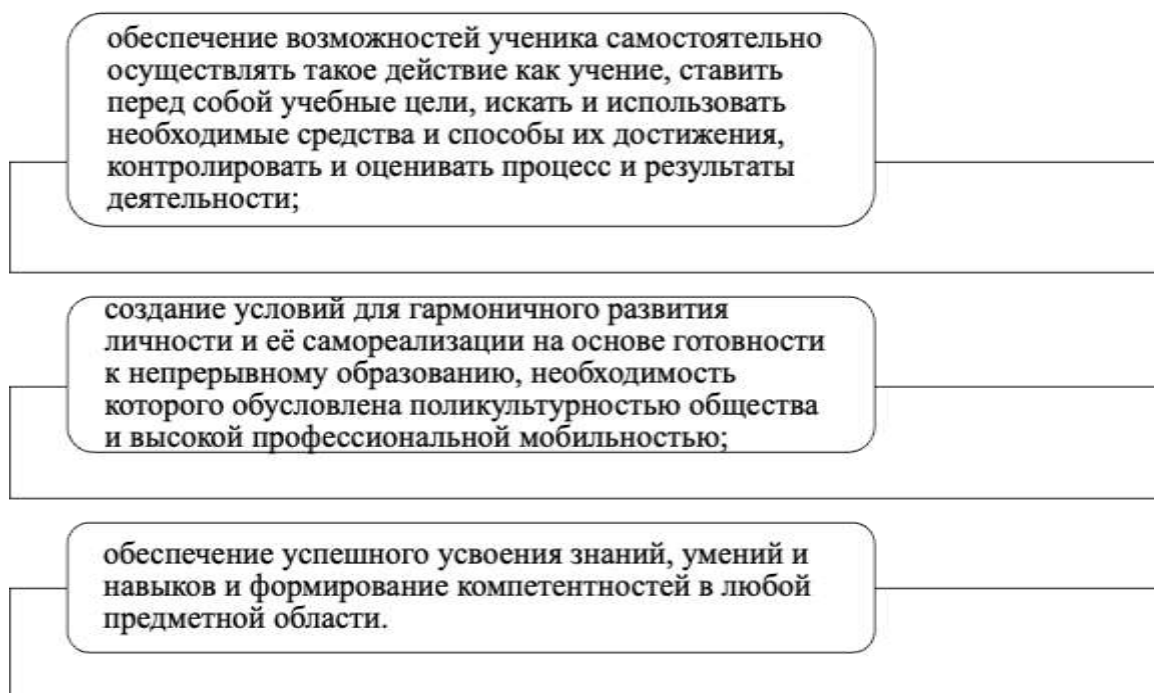 обеспечение возможностей ученика самостоятельно
осуществлять такое действие как учение, ставить
перед собой учебные цели, искать и использовать
необходимые средства и способы их достижения,
контролировать и оценивать процесс и результаты
деятельности;
создание условий для гармоничного развития
личности и её самореализации на основе готовности
к непрерывному образованию, необходимость
которого обусловлена поликультурностью общества
и высокой профессиональной мобильностью;
обеспечение успешного усвоения знаний, умений и
навыков и формирование компетентностей в любой
предметной области.